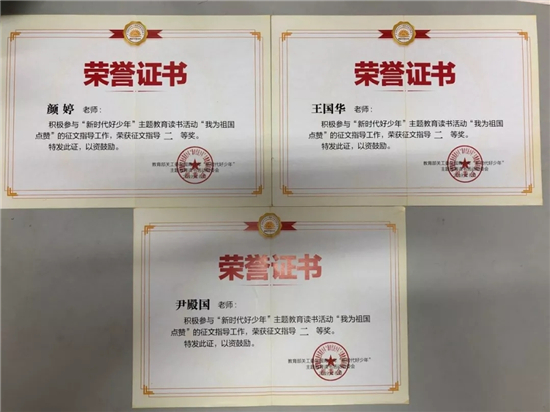 荣誉证书
颜婷 老师：
积极参与“新时代好少年”主题教育读书活动“我为祖国
点赞”的征文指导工作，荣获征文指导 二 等奖。
特发此证，以资鼓励。
荣誉证书
王国华 老师：
积极参与“新时代好少年”主题教育读书活动“我为祖国
点赞”的征文指导工作，荣获征文指导 二 等奖。
特发此证，以资鼓励。
荣誉证书
尹殿国 老师：
积极参与“新时代好少年”主题教育读书活动“我为祖国
点赞”的征文指导工作，荣获征文指导 二 等奖。
特发此证，以资鼓励。